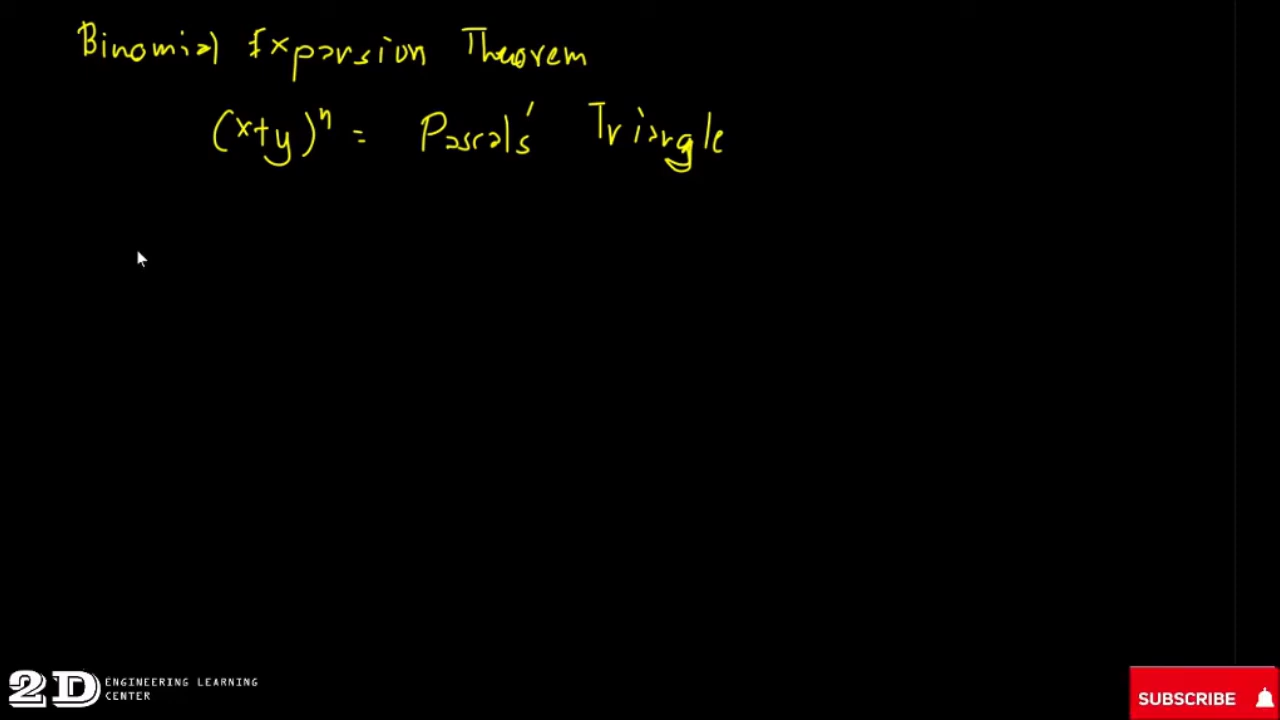 Binomial Expansion Theorem
(x+y)ⁿ = Pascals' Triangle
2D ENGINEERING LEARNING
CENTER
SUBSCRIBE